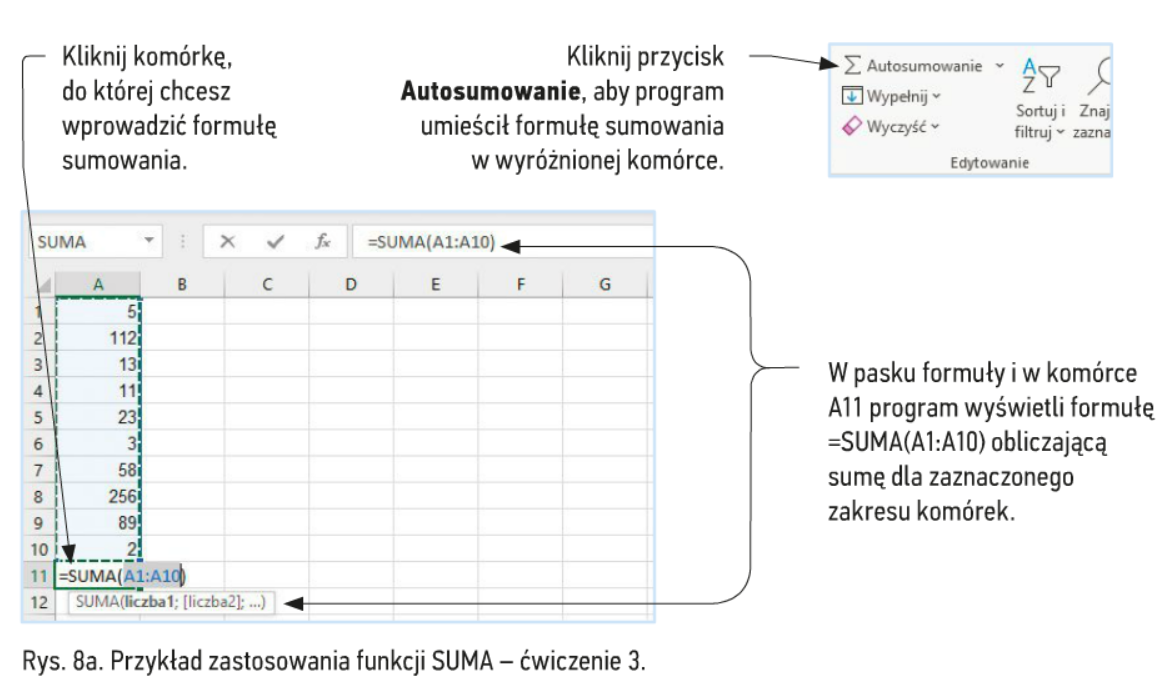 Kliknij komórkę,
do której chcesz
wprowadzić formułę
sumowania.
Kliknij przycisk
Autosumowanie, aby program
umieścił formułę sumowania
w wyróżnionej komórce.
Autosumowanie
Wypełnij
Wyczyść
Sortuj i
filtruj
Znaj
zazna
Edytowanie
SUMA
fx
=SUMA(A1:A10)
A B C D E F G
1 5
2 112
3 13
4 11
5 23
6 3
7 58
8 256
9 89
10 2
11 =SUMA(A1:A10)
12 SUMA(liczba1; [liczba2]; ...)
W pasku formuły i w komórce
A11 program wyświetli formułę
=SUMA(A1:A10) obliczającą
sumę dla zaznaczonego
zakresu komórek.
Rys. 8a. Przykład zastosowania funkcji SUMA – ćwiczenie 3.